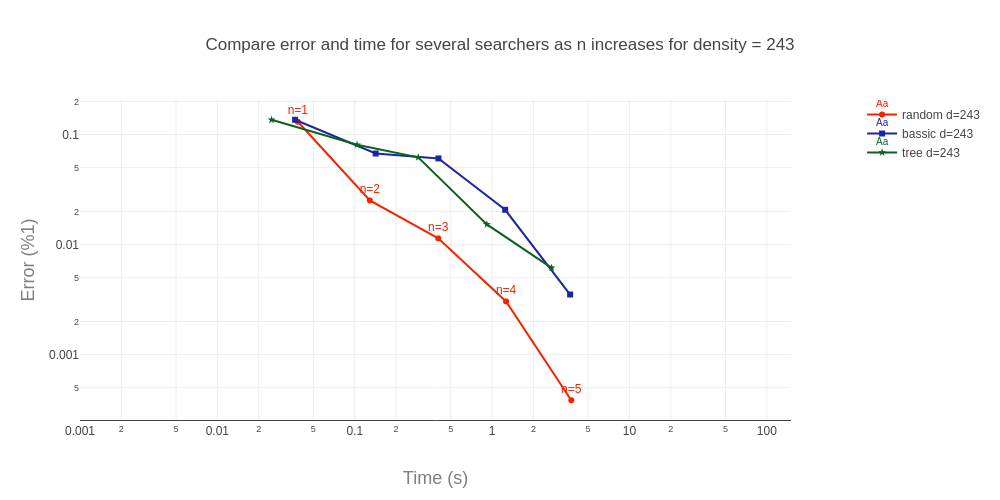 Compare error and time for several searchers as n increases for density = 243
Aa
random d=243
Aa
bassic d=243
Aa
tree d=243
Error (%1)
2
0.1
5
2
0.01
5
2
0.001
5
n=1
n=2
n=3
n=4
n=5
0.001 2 5 0.01 2 5 0.1 2 5 1 2 5 10 2 5 100
Time (s)